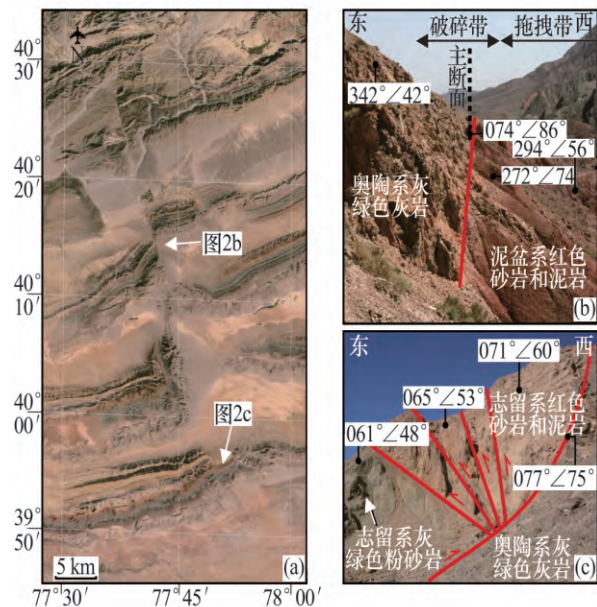 40°
30′
N
40°
20′
图2b
40°
10′
40°
00′
图2c
39°
50′
5 km
(a)
77°30′
77°45′
78°00′
东
破碎带
拖拽带
西
主断面
342°∠42°
074°∠86°
294°∠56°
272°∠74
奥陶系灰
绿色灰岩
泥盆系红色
砂岩和泥岩
(b)
东
西
071°∠60°
065°∠53°
志留系红色
砂岩和泥岩
061°∠48°
077°∠75°
志留系灰
绿色粉砂岩
奥陶系灰
绿色灰岩
(c)